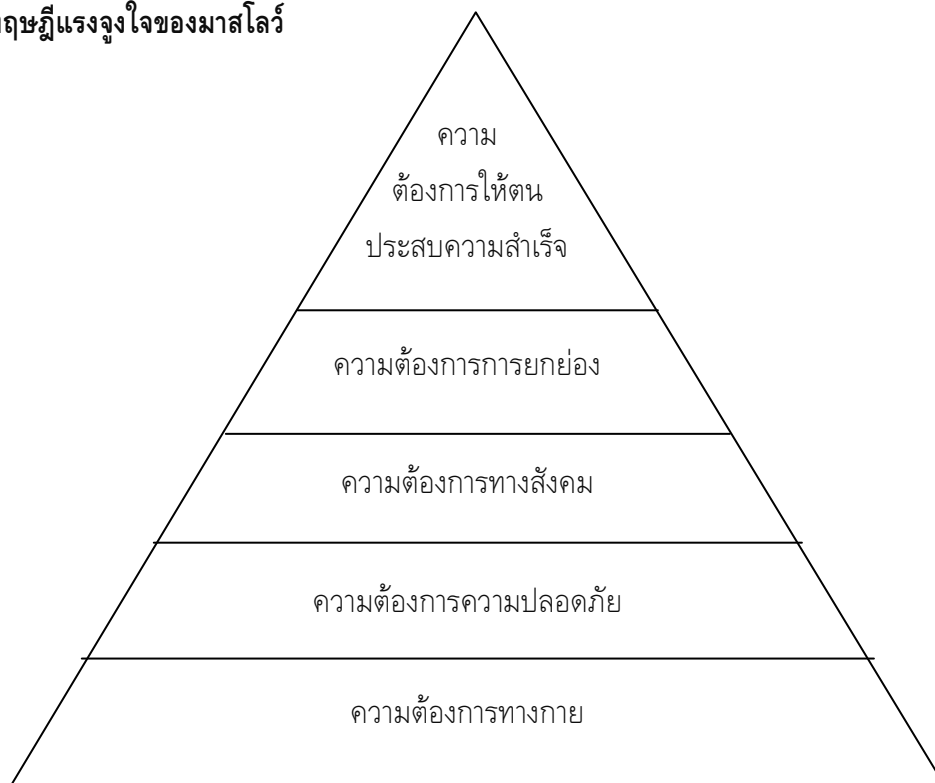 ทฤษฎีแรงจูงใจของมาสโลว์
ความ
ต้องการให้ตน
ประสบความสำเร็จ
ความต้องการการยกย่อง
ความต้องการทางสังคม
ความต้องการความปลอดภัย
ความต้องการทางกาย